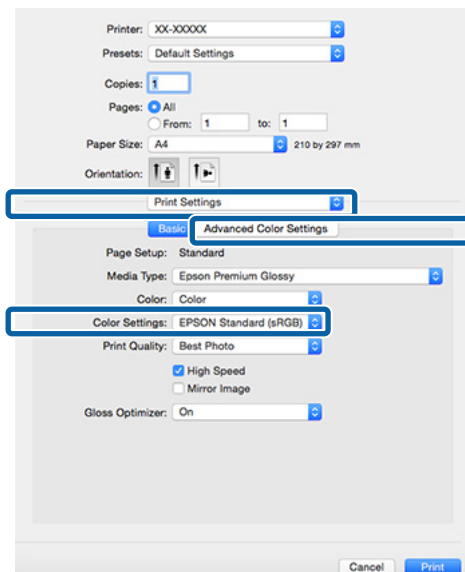 Printer: XX-XXXXX
Presets: Default Settings
Copies: 1
Pages: All
From: 1 to: 1
Paper Size: A4 210 by 297 mm
Orientation:
Print Settings
Basic Advanced Color Settings
Page Setup: Standard
Media Type: Epson Premium Glossy
Color: Color
Color Settings: EPSON Standard (sRGB)
Print Quality: Best Photo
High Speed
Mirror Image
Gloss Optimizer: On
Cancel Print